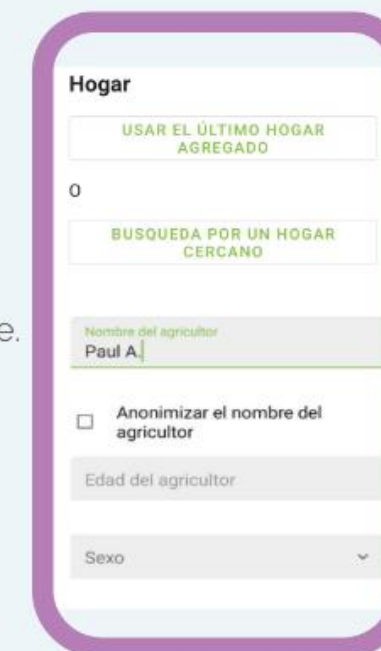 Hogar
USAR EL ÚLTIMO HOGAR
AGREGADO
O
BUSQUEDA POR UN HOGAR
CERCANO
e.
Nombre del agricultor
Paul A.
Anonimizar el nombre del
agricultor
Edad del agricultor
Sexo